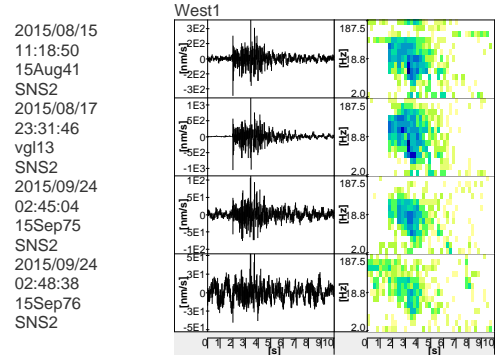 West1
2015/08/15
11:18:50
15Aug41
SNS2
2015/08/17
23:31:46
vgl13
SNS2
2015/09/24
02:45:04
15Sep75
SNS2
2015/09/24
02:48:38
15Sep76
SNS2
3E2
2E2
0
-2E2
-3E2
[nm/s]
187.5
18.8
2.0
[Hz]
1E3
5E2
0
-5E2
-1E3
[nm/s]
187.5
18.8
2.0
[Hz]
1E2
5E1
0
-5E1
-1E2
[nm/s]
187.5
18.8
2.0
[Hz]
5E1
3E1
0
-3E1
-5E1
[nm/s]
187.5
18.8
2.0
[Hz]
0 1 2 3 4 5 6 7 8 9 10
[s]
0 1 2 3 4 5 6 7 8 9 10
[s]